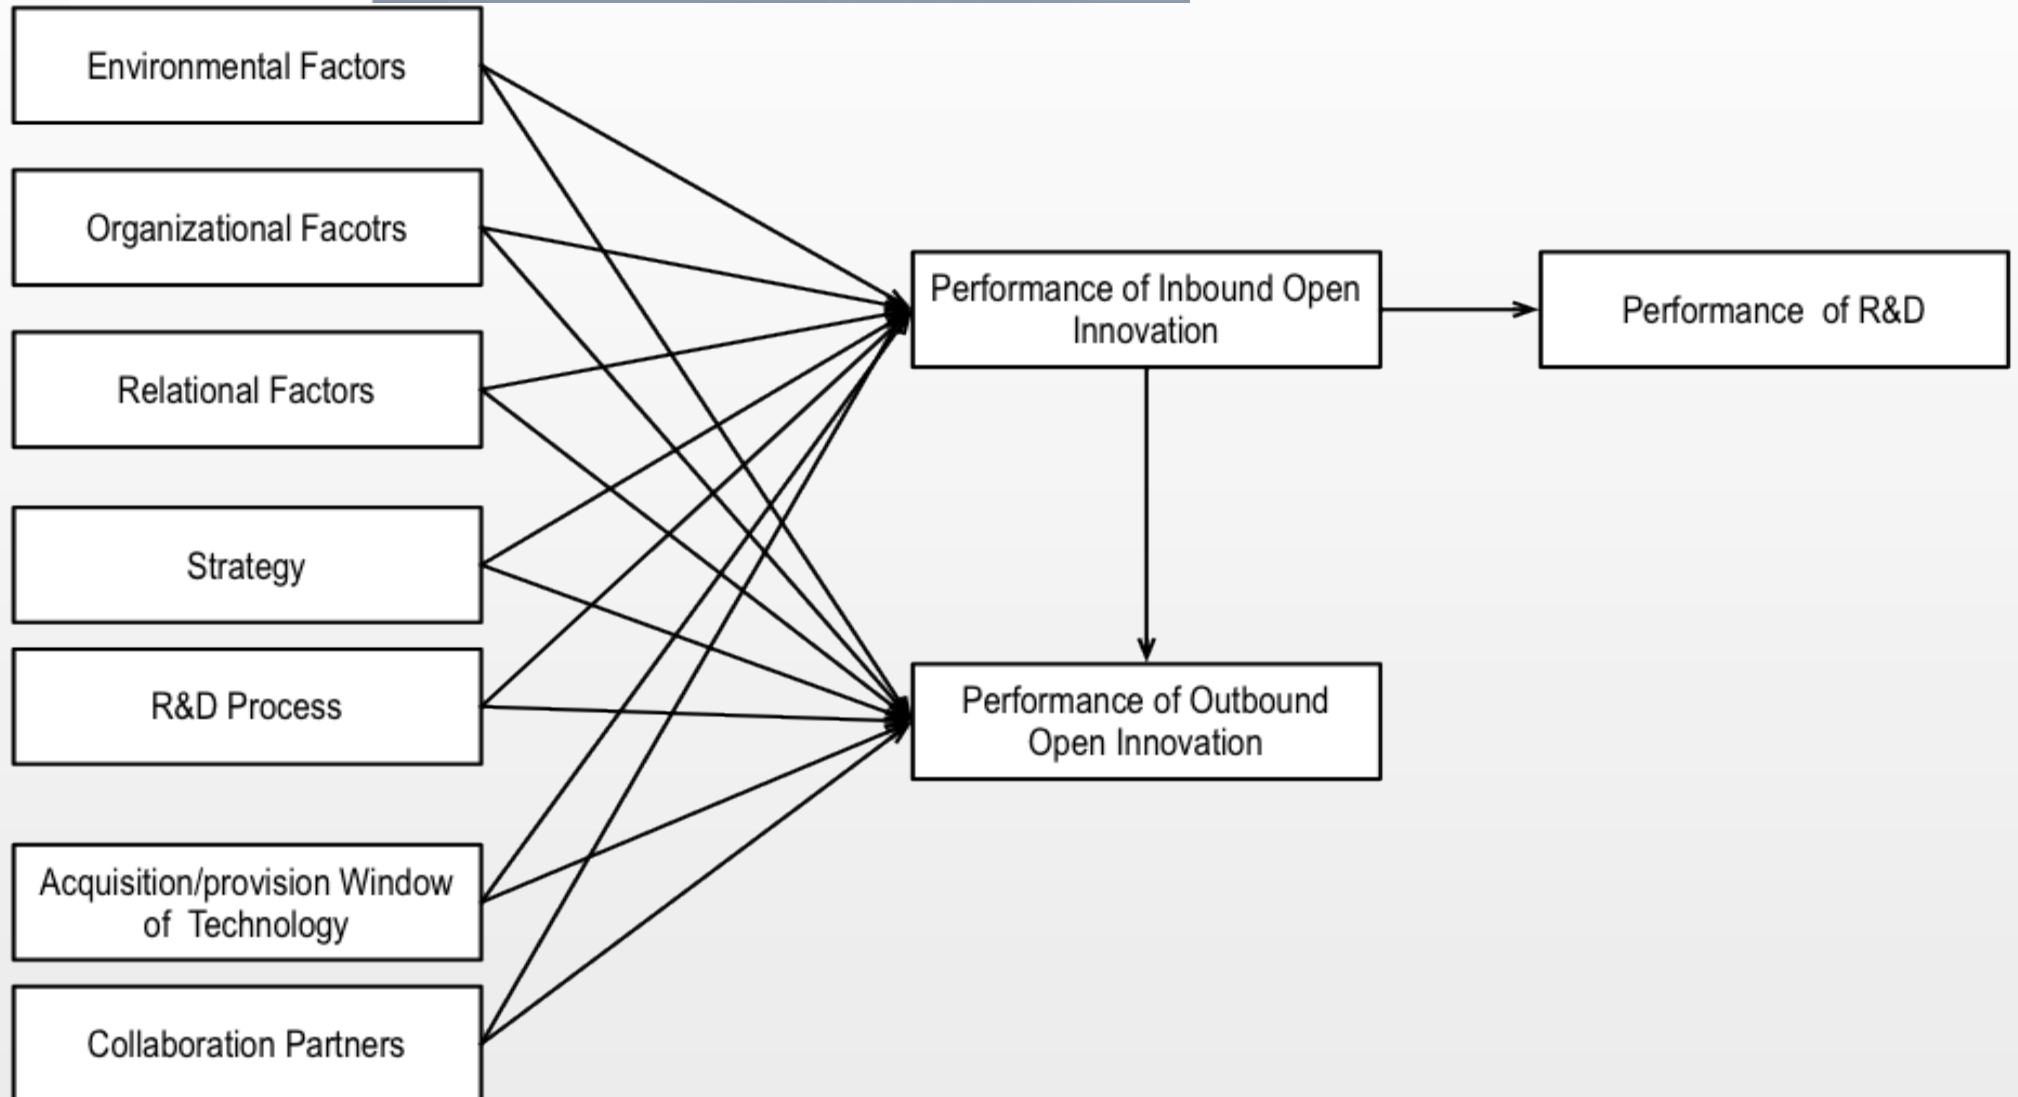 Environmental Factors
Organizational Facotrs
Relational Factors
Strategy
R&D Process
Acquisition/provision Window
of Technology
Collaboration Partners
Performance of Inbound Open
Innovation
Performance of Outbound
Open Innovation
Performance of R&D